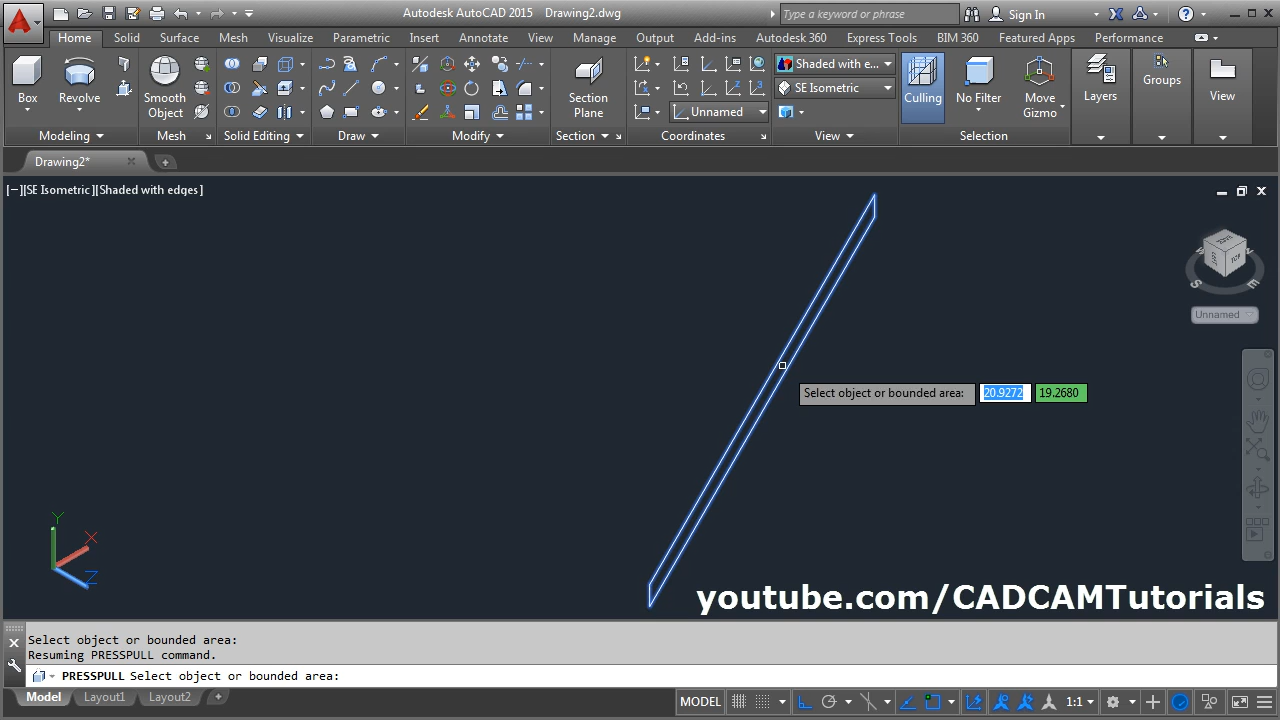 Autodesk AutoCAD 2015 Drawing2.dwg
Type a keyword or phrase
Sign In
Home Solid Surface Mesh Visualize Parametric Insert Annotate View Manage Output Add-ins Autodesk 360 Express Tools BIM 360 Featured Apps Performance
Shaded with e...
SE Isometric
Unnamed
Box
Revolve
Smooth
Object
Section
Plane
Culling
No Filter
Move
Gizmo
Layers
Groups
View
Modeling
Mesh
Solid Editing
Draw
Modify
Section
Coordinates
View
Selection
Drawing2*
[−][SE Isometric][Shaded with edges]
S
E
TOP
Unnamed
Select object or bounded area: 20.9272 19.2680
Y
X
Z
youtube.com/CADCAMTutorials
Select object or bounded area:
Resuming PRESSPULL command.
PRESSPULL Select object or bounded area:
Model Layout1 Layout2 +
MODEL
1:1